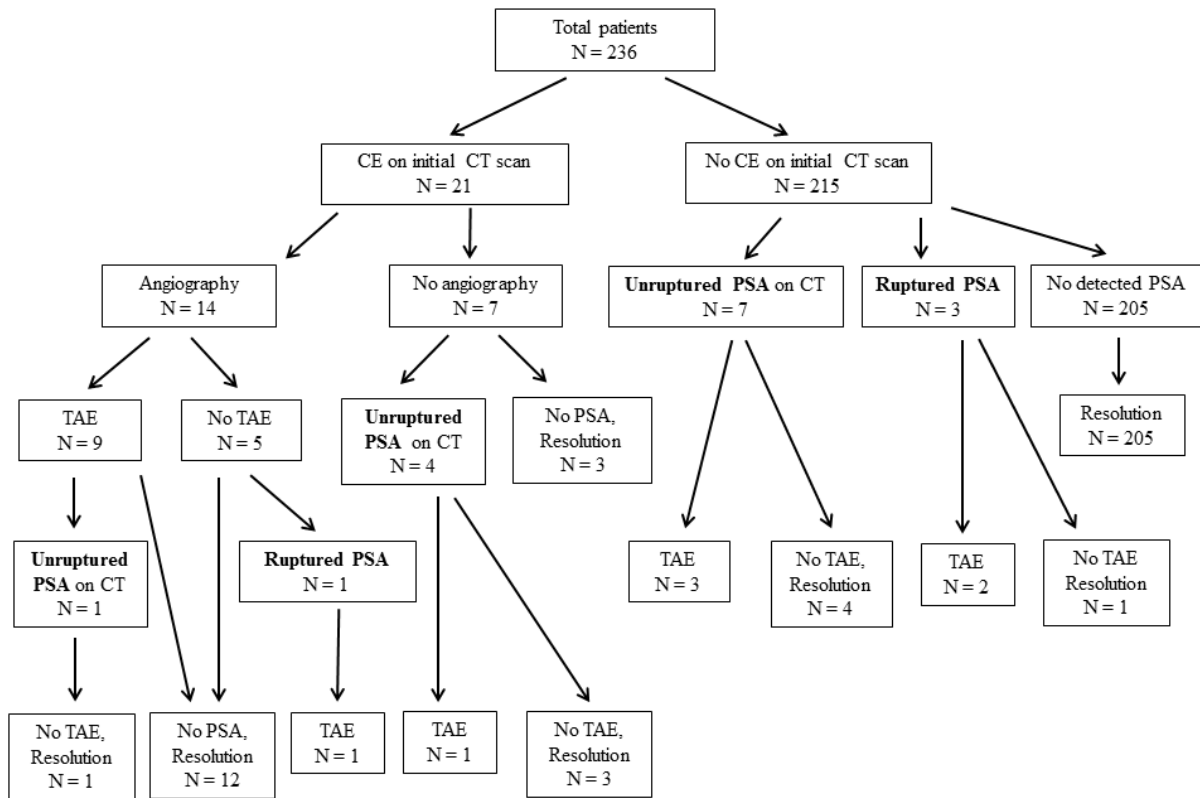 Total patients
N = 236
CE on initial CT scan
N = 21
No CE on initial CT scan
N = 215
Angiography
N = 14
No angiography
N = 7
Unruptured PSA on CT
N = 7
Ruptured PSA
N = 3
No detected PSA
N = 205
TAE
N = 9
No TAE
N = 5
Unruptured
PSA on CT
N = 4
No PSA,
Resolution
N = 3
Resolution
N = 205
Unruptured
PSA on CT
N = 1
Ruptured PSA
N = 1
TAE
N = 3
No TAE,
Resolution
N = 4
TAE
N = 2
No TAE
Resolution
N = 1
No TAE,
Resolution
N = 1
No PSA,
Resolution
N = 12
TAE
N = 1
TAE
N = 1
No TAE,
Resolution
N = 3